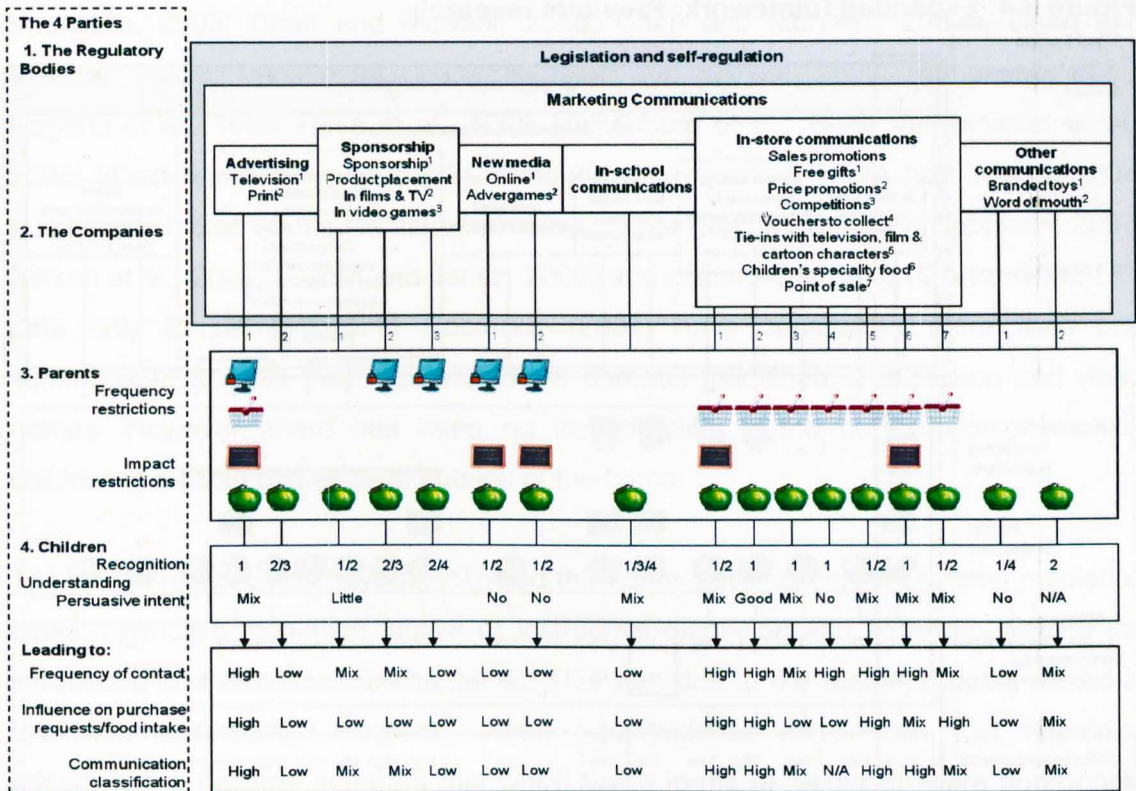 The 4 Parties
1. The Regulatory
Bodies
Legislation and self-regulation
Marketing Communications
Advertising
Television¹
Print²
Sponsorship
Sponsorship¹
Product placement
In films & TV²
In video games³
New media
Online¹
Advergames²
In-school
communications
In-store communications
Sales promotions
Free gifts¹
Price promotions²
Competitions³
Vouchers to collect⁴
Tie-ins with television, film &
cartoon characters⁵
Children's speciality food⁶
Point of sale⁷
Other
communications
Branded toys¹
Word of mouth²
2. The Companies
1 2 1 2 3 1 2 1 2 3 4 5 6 7 1 2
3. Parents
Frequency
restrictions
Impact
restrictions
4. Children
Recognition 1 2/3 1/2 2/3 2/4 1/2 1/2 1/3/4 1/2 1 1 1 1/2 1 1/2 1/4 2
Understanding
Persuasive intent Mix Little No No Mix Mix Good Mix No Mix Mix Mix No N/A
Leading to:
Frequency of contact High Low Mix Mix Low Low Low High High Mix High High High Mix Low Mix
Influence on purchase
requests/food intake High Low Low Low Low Low Low Low High High Low Low High Mix High Low Mix
Communication
classification High Low Mix Mix Low Low Low Low High High Mix Mix High High Mix Low Mix